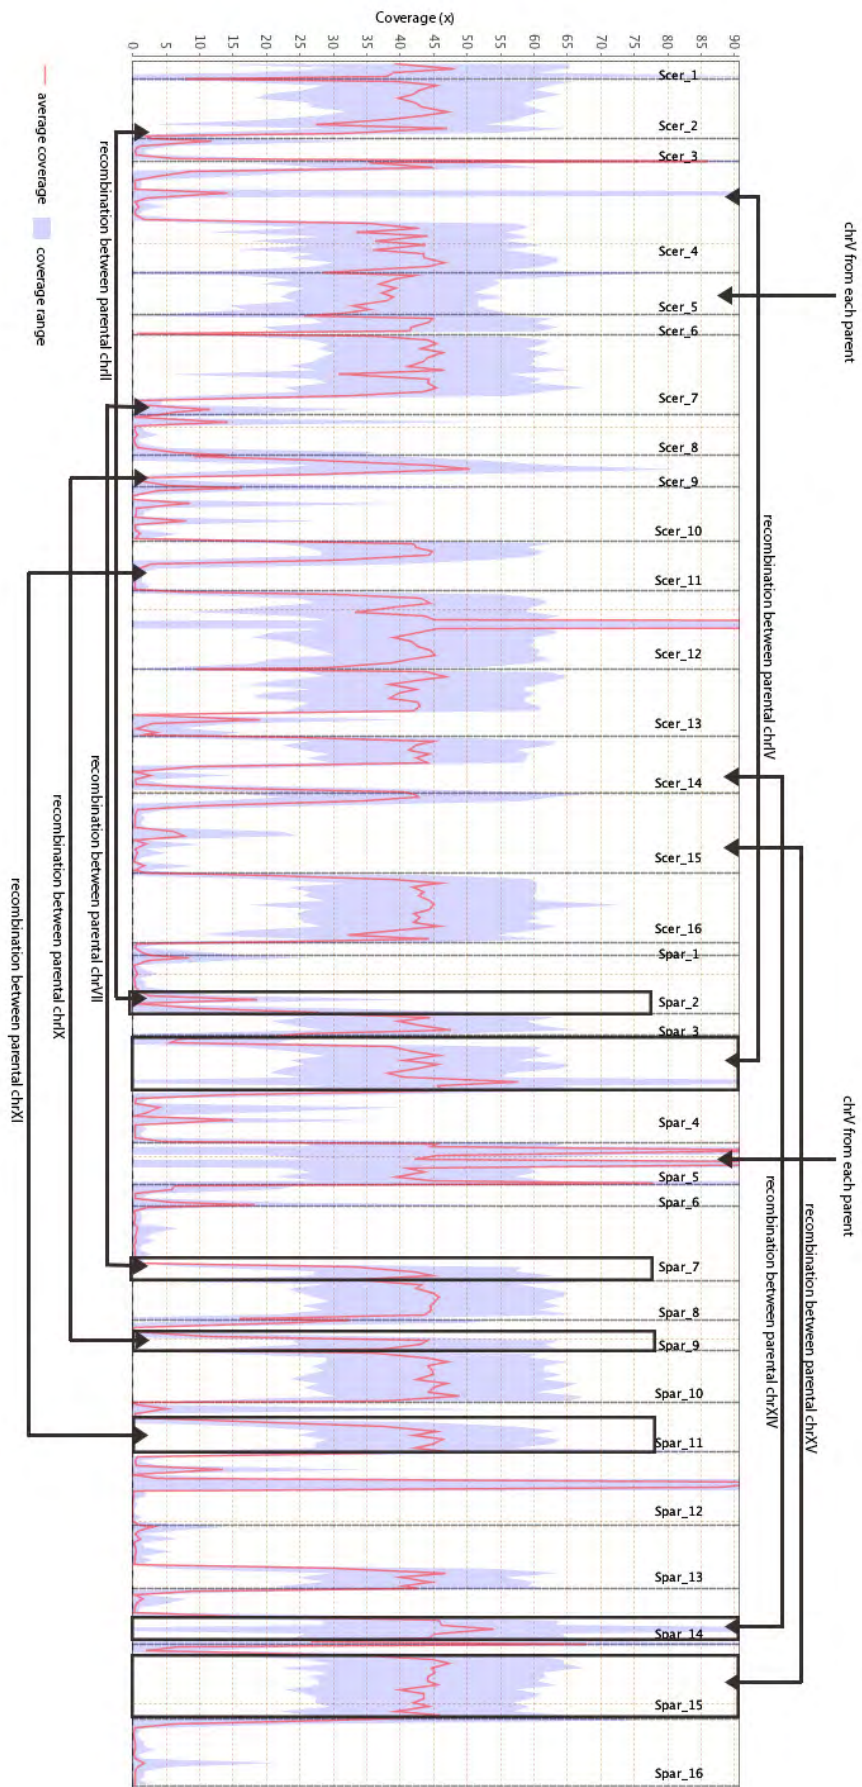 Coverage (x)
0
5
10
15
20
25
30
35
40
45
50
55
60
65
70
75
80
85
90
Scer_1
Scer_2
Scer_3
Scer_4
Scer_5
Scer_6
Scer_7
Scer_8
Scer_9
Scer_10
Scer_11
Scer_12
Scer_13
Scer_14
Scer_15
Scer_16
Spar_1
Spar_2
Spar_3
Spar_4
Spar_5
Spar_6
Spar_7
Spar_8
Spar_9
Spar_10
Spar_11
Spar_12
Spar_13
Spar_14
Spar_15
Spar_16
chrV from each parent
chrV from each parent
recombination between parental chrIV
recombination between parental chrXIV
recombination between parental chrXV
recombination between parental chrII
recombination between parental chrVII
recombination between parental chrIX
recombination between parental chrXI
average coverage
coverage range